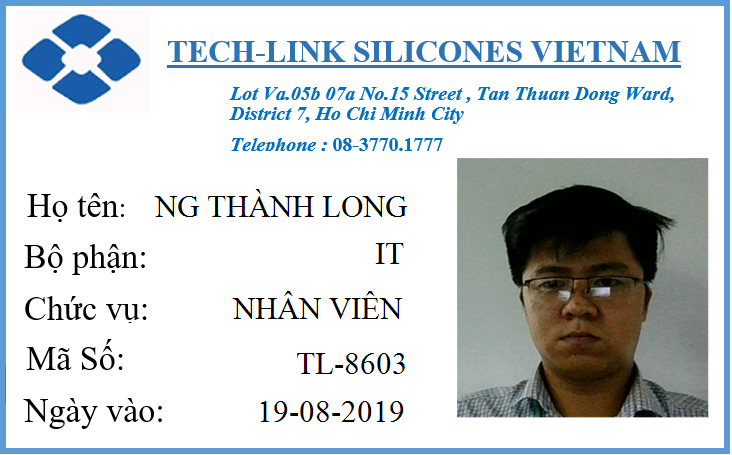 TECH-LINK SILICONES VIETNAM
Lot Va.05b 07a No.15 Street , Tan Thuan Dong Ward,
District 7, Ho Chi Minh City
Telephone : 08-3770.1777
Họ tên: NG THÀNH LONG
Bộ phận: IT
Chức vụ: NHÂN VIÊN
Mã Số: TL-8603
Ngày vào: 19-08-2019